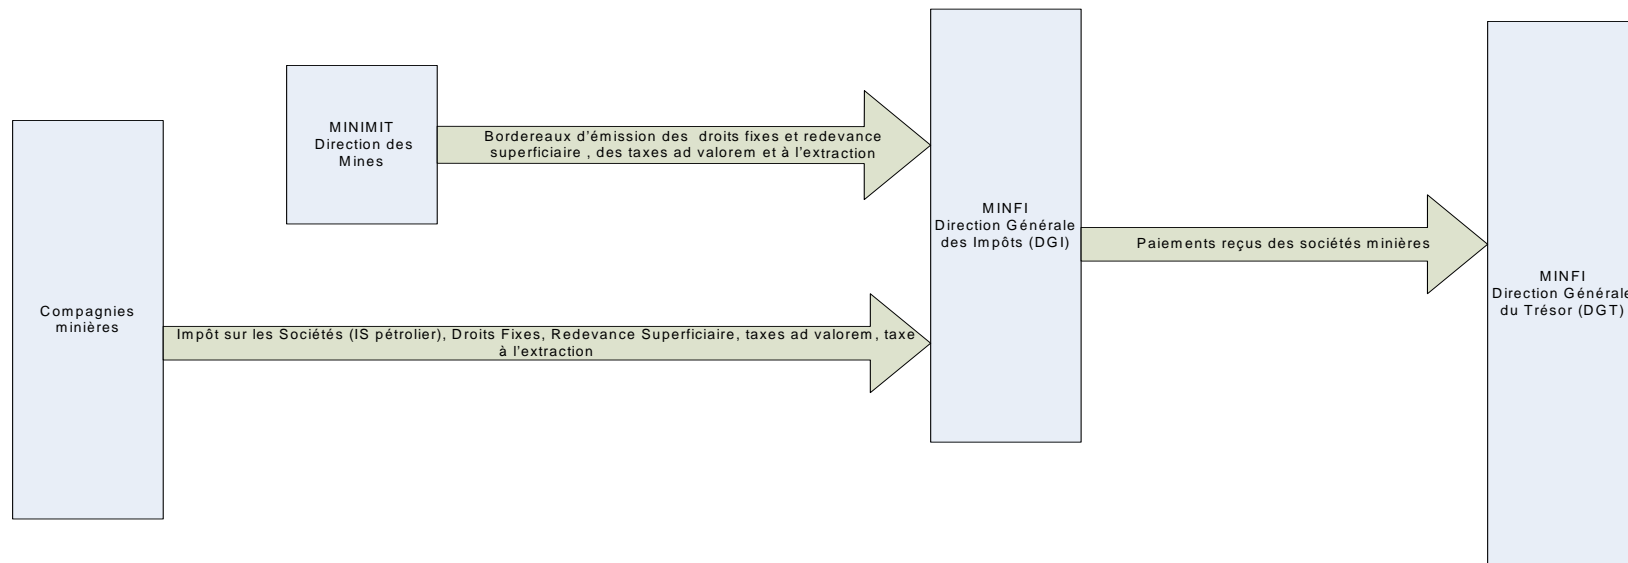 MINIMIT
Direction des
Mines
Bordereaux d'émission des droits fixes et redevance
superficiaire , des taxes ad valorem et à l'extraction
MINFI
Direction Générale
des Impôts (DGI)
Paiements reçus des sociétés minières
MINFI
Direction Générale
du Trésor (DGT)
Compagnies
minières
Impôt sur les Sociétés (IS pétrolier), Droits Fixes, Redevance Superficiaire, taxes ad valorem, taxe
à l'extraction